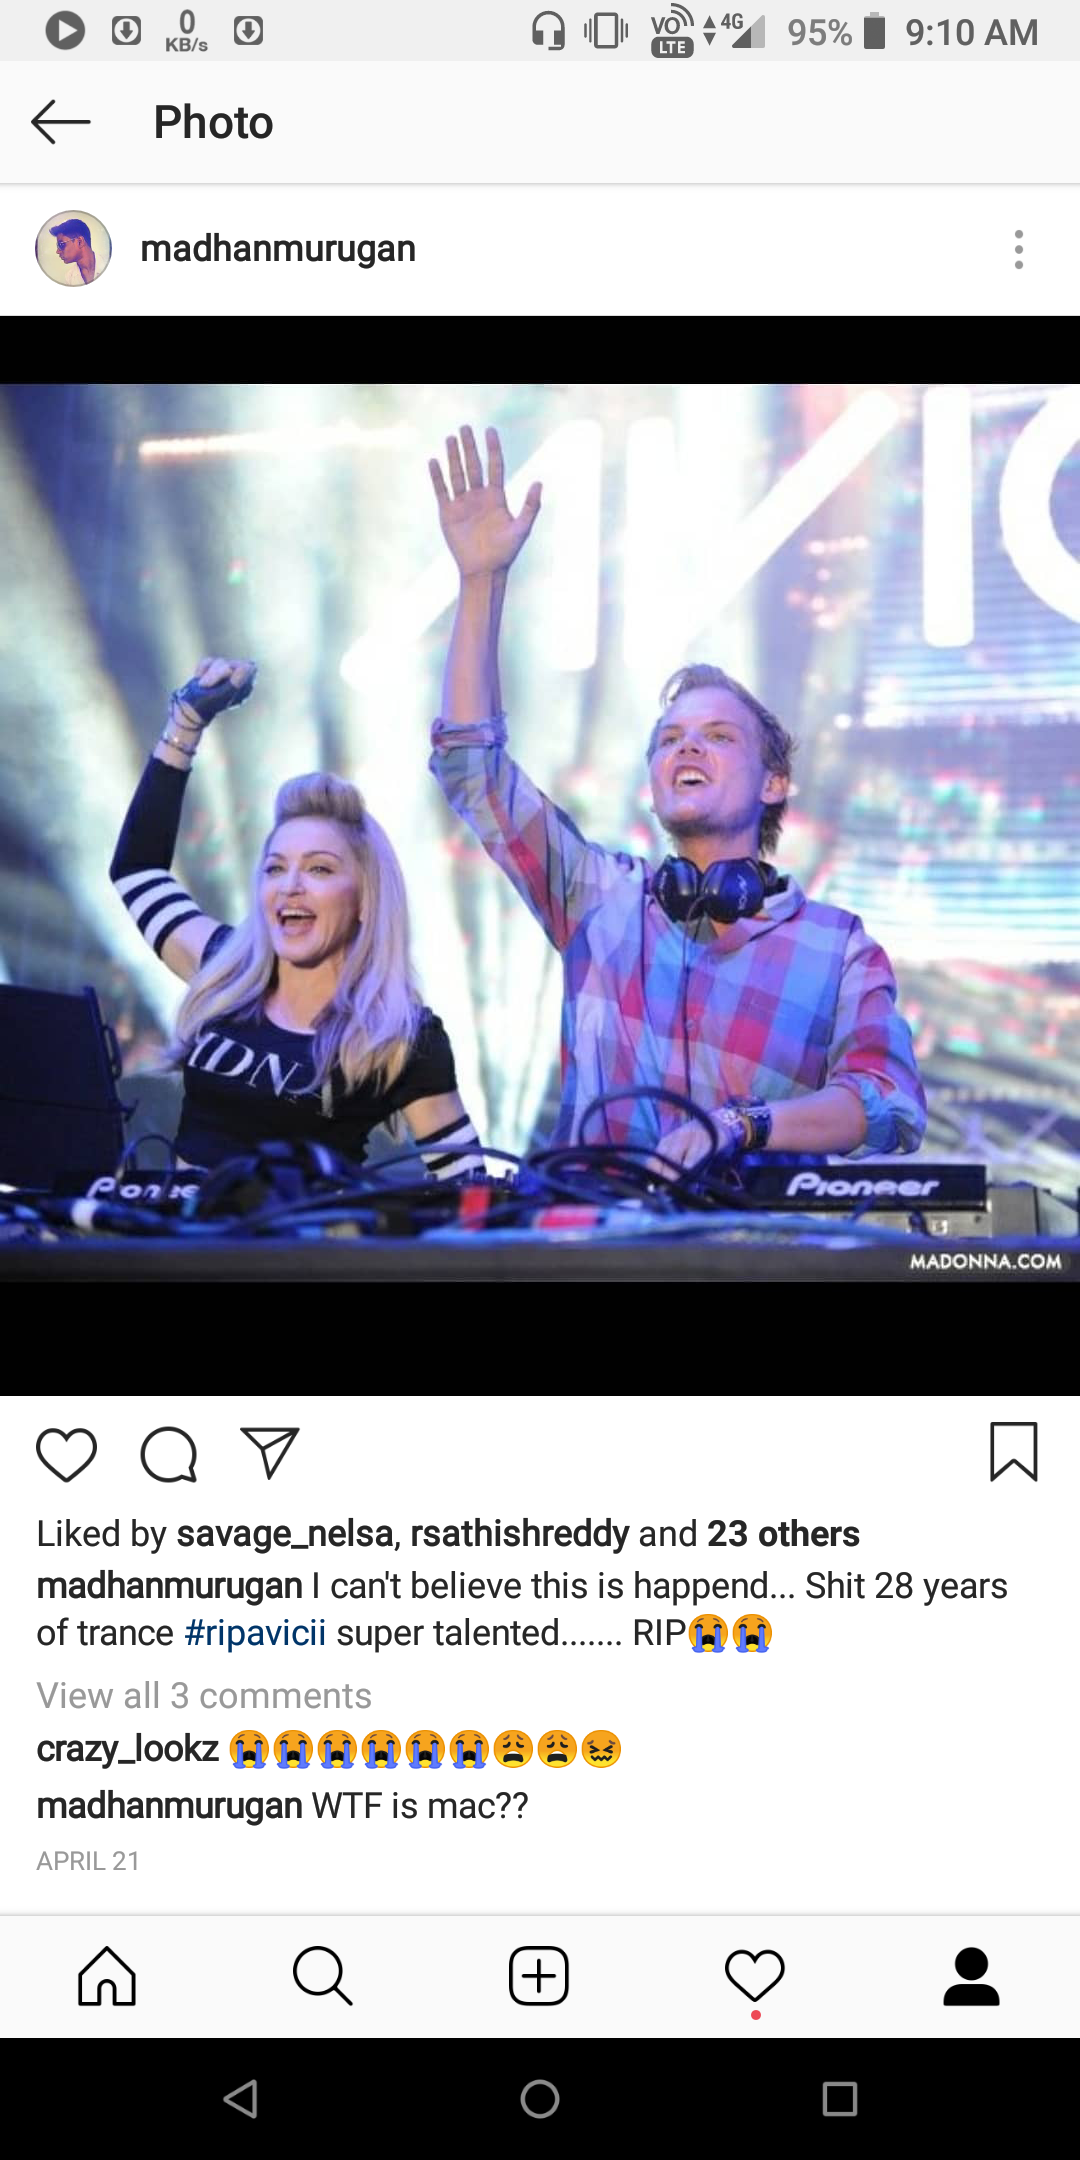 0
KB/s
VO
LTE
4G
95%
9:10 AM
Photo
madhanmurugan
AVIC
MDNA
Pioneer
Pioneer
MADONNA.COM
Liked by savage_nelsa, rsathishreddy and 23 others
madhanmurugan I can't believe this is happend... Shit 28 years
of trance #ripavicii super talented....... RIP😭😭
View all 3 comments
crazy_lookz 😭😭😭😭😭😭😩😩😖
madhanmurugan WTF is mac??
APRIL 21